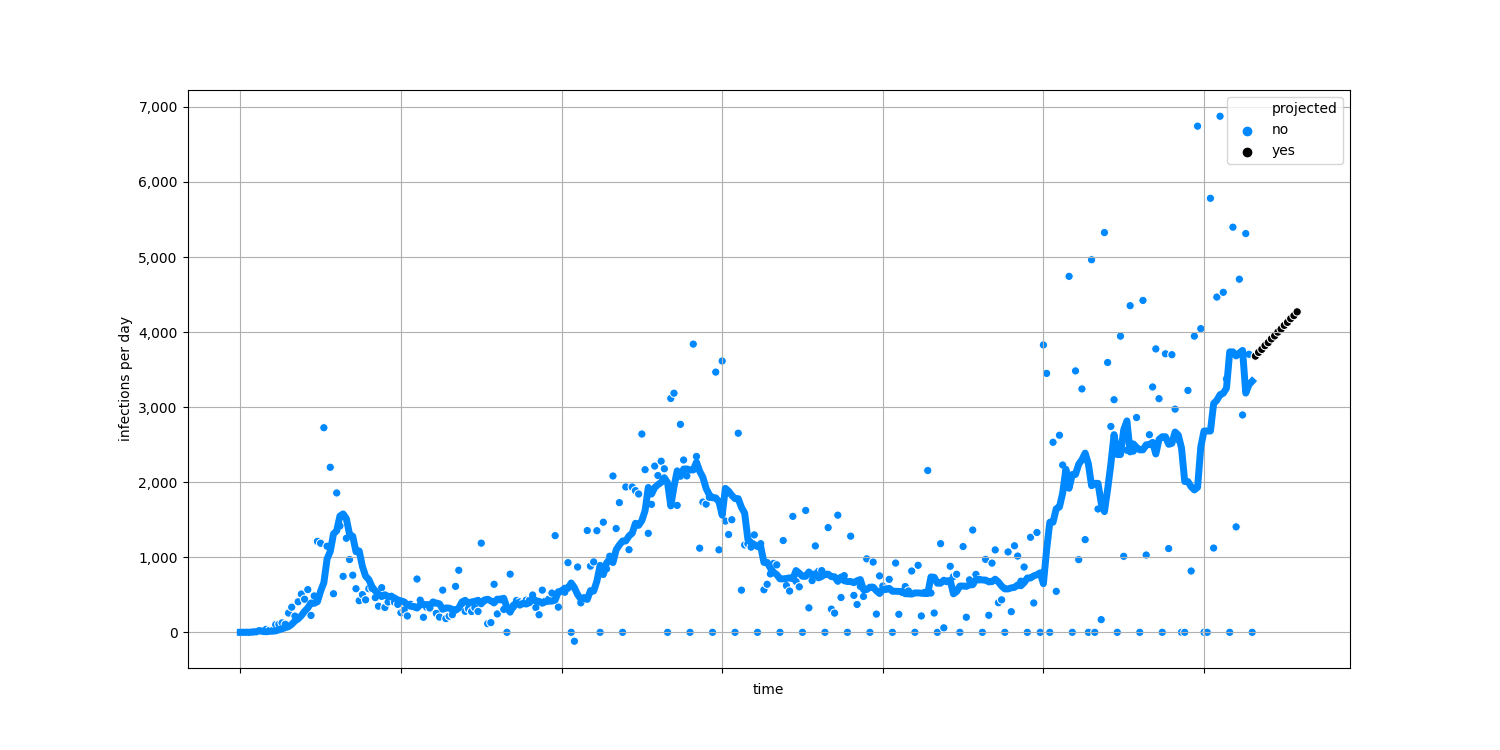 7,000
6,000
5,000
4,000
3,000
2,000
1,000
0
infections per day
time
projected
no
yes